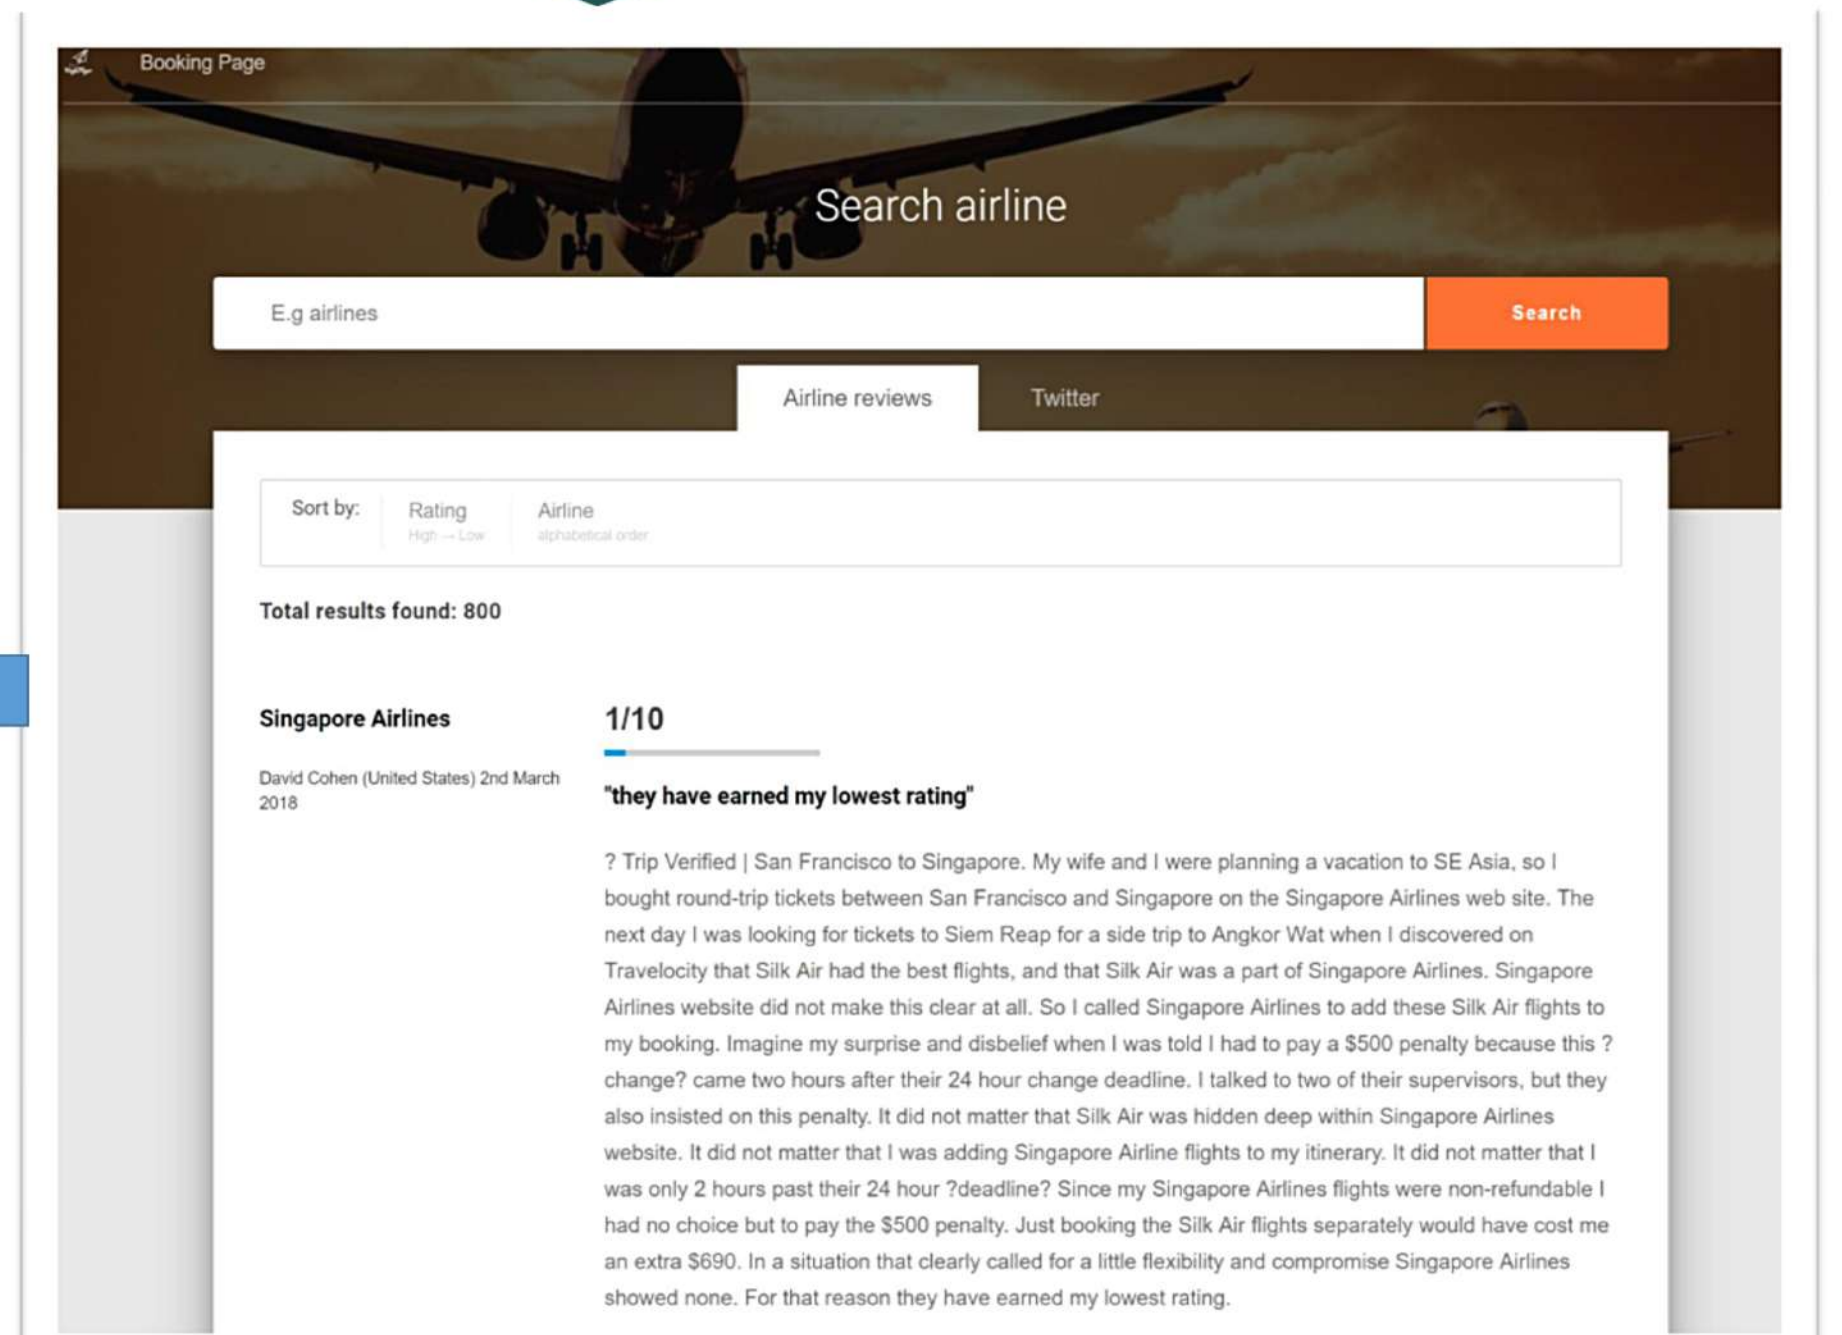 Booking Page
Search airline
E.g airlines
Search
Airline reviews
Twitter
Sort by:
Rating
High → Low
Airline
alphabetical order
Total results found: 800
Singapore Airlines
David Cohen (United States) 2nd March
2018
1/10
"they have earned my lowest rating"
? Trip Verified | San Francisco to Singapore. My wife and I were planning a vacation to SE Asia, so I
bought round-trip tickets between San Francisco and Singapore on the Singapore Airlines web site. The
next day I was looking for tickets to Siem Reap for a side trip to Angkor Wat when I discovered on
Travelocity that Silk Air had the best flights, and that Silk Air was a part of Singapore Airlines. Singapore
Airlines website did not make this clear at all. So I called Singapore Airlines to add these Silk Air flights to
my booking. Imagine my surprise and disbelief when I was told I had to pay a $500 penalty because this ?
change? came two hours after their 24 hour change deadline. I talked to two of their supervisors, but they
also insisted on this penalty. It did not matter that Silk Air was hidden deep within Singapore Airlines
website. It did not matter that I was adding Singapore Airline flights to my itinerary. It did not matter that I
was only 2 hours past their 24 hour ?deadline? Since my Singapore Airlines flights were non-refundable I
had no choice but to pay the $500 penalty. Just booking the Silk Air flights separately would have cost me
an extra $690. In a situation that clearly called for a little flexibility and compromise Singapore Airlines
showed none. For that reason they have earned my lowest rating.